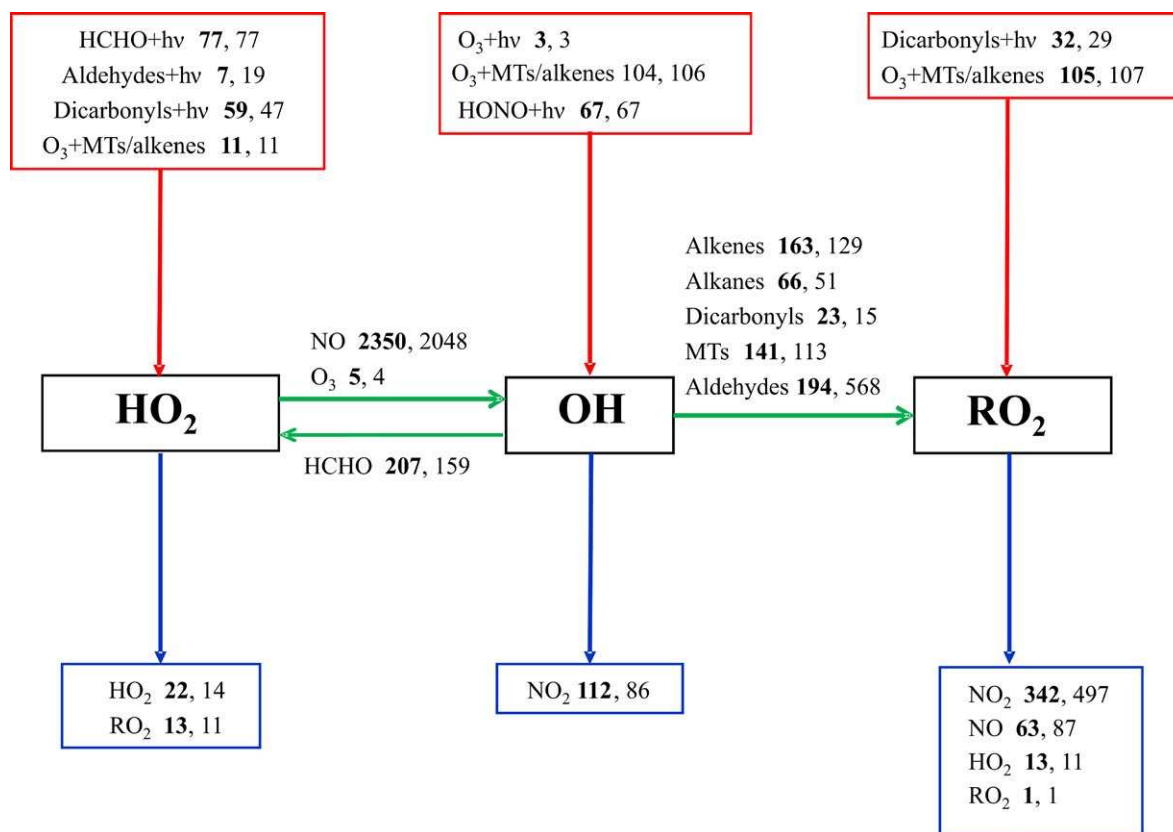 HCHO+hν 77, 77
Aldehydes+hν 7, 19
Dicarbonyls+hν 59, 47
O₃+MTs/alkenes 11, 11
O₃+hν 3, 3
O₃+MTs/alkenes 104, 106
HONO+hν 67, 67
Dicarbonyls+hν 32, 29
O₃+MTs/alkenes 105, 107
Alkenes 163, 129
Alkanes 66, 51
Dicarbonyls 23, 15
MTs 141, 113
Aldehydes 194, 568
NO 2350, 2048
O₃ 5, 4
HO₂
OH
RO₂
HCHO 207, 159
HO₂ 22, 14
RO₂ 13, 11
NO₂ 112, 86
NO₂ 342, 497
NO 63, 87
HO₂ 13, 11
RO₂ 1, 1